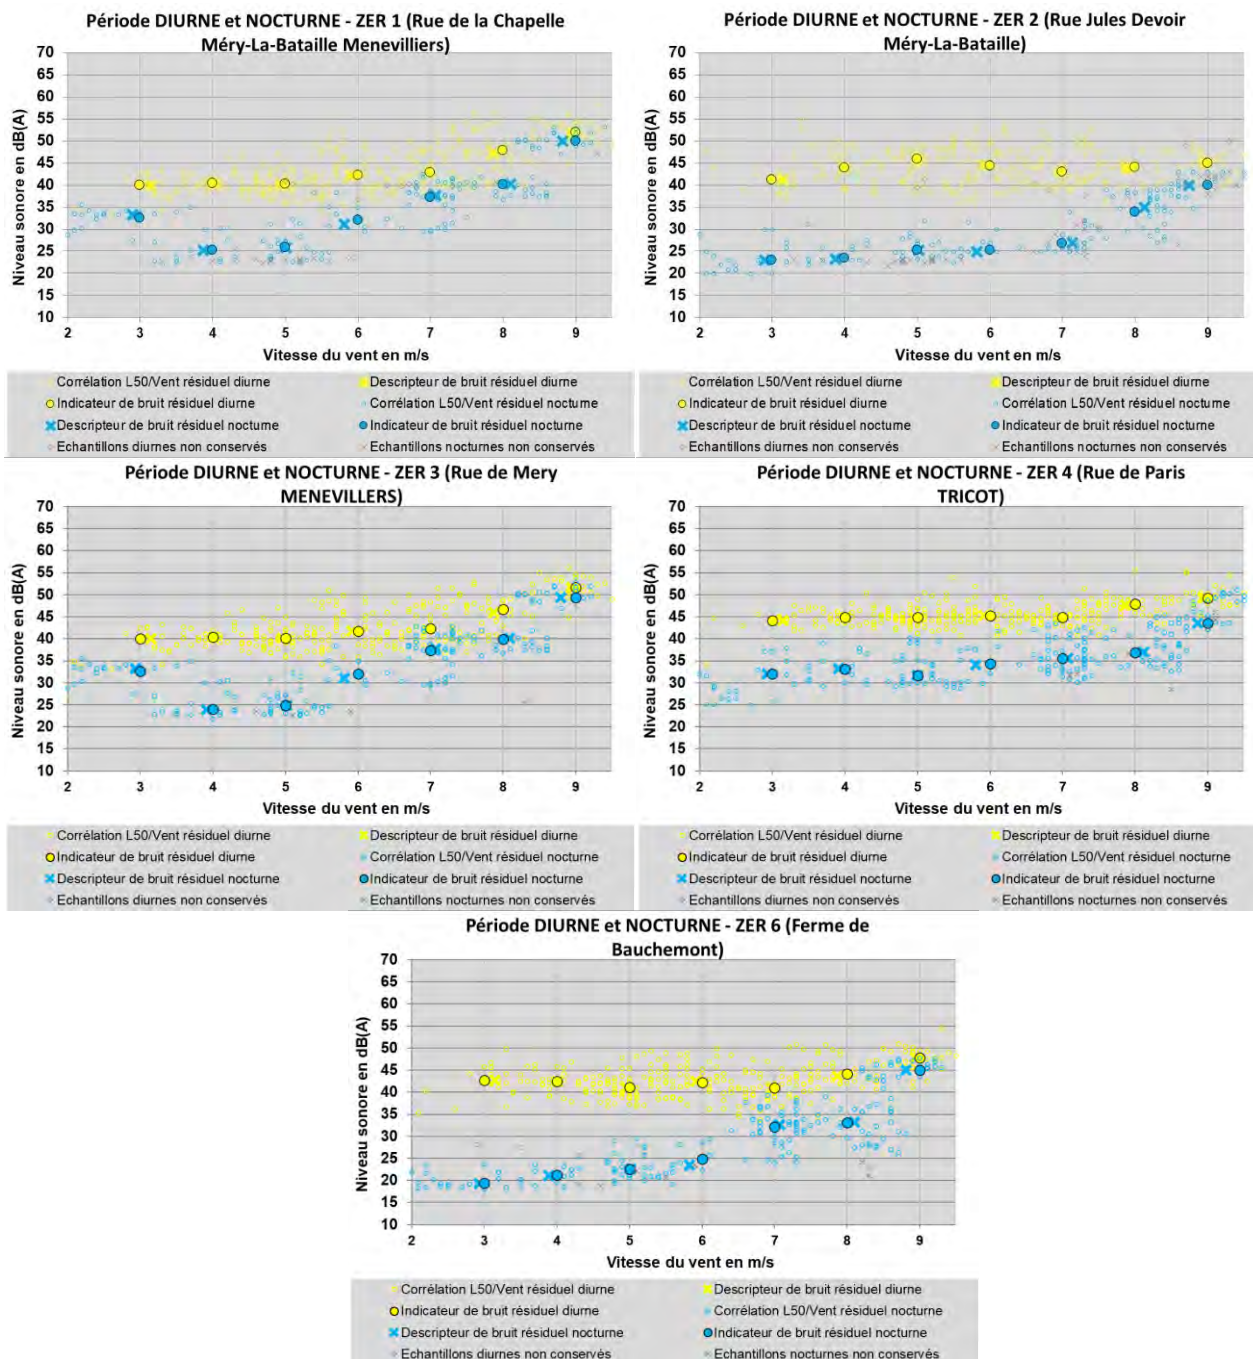 Période DIURNE et NOCTURNE - ZER 1 (Rue de la Chapelle
Méry-La-Bataille Menevilliers)
Niveau sonore en dB(A)
70
65
60
55
50
45
40
35
30
25
20
15
10
2 3 4 5 6 7 8 9
Vitesse du vent en m/s
Corrélation L50/Vent résiduel diurne
Descripteur de bruit résiduel diurne
Indicateur de bruit résiduel diurne
Corrélation L50/Vent résiduel nocturne
Descripteur de bruit résiduel nocturne
Indicateur de bruit résiduel nocturne
Echantillons diurnes non conservés
Echantillons nocturnes non conservés
Période DIURNE et NOCTURNE - ZER 2 (Rue Jules Devoir
Méry-La-Bataille)
Niveau sonore en dB(A)
70
65
60
55
50
45
40
35
30
25
20
15
10
2 3 4 5 6 7 8 9
Vitesse du vent en m/s
Corrélation L50/Vent résiduel diurne
Descripteur de bruit résiduel diurne
Indicateur de bruit résiduel diurne
Corrélation L50/Vent résiduel nocturne
Descripteur de bruit résiduel nocturne
Indicateur de bruit résiduel nocturne
Echantillons diurnes non conservés
Echantillons nocturnes non conservés
Période DIURNE et NOCTURNE - ZER 3 (Rue de Mery
MENEVILLERS)
Niveau sonore en dB(A)
70
65
60
55
50
45
40
35
30
25
20
15
10
2 3 4 5 6 7 8 9
Vitesse du vent en m/s
Corrélation L50/Vent résiduel diurne
Descripteur de bruit résiduel diurne
Indicateur de bruit résiduel diurne
Corrélation L50/Vent résiduel nocturne
Descripteur de bruit résiduel nocturne
Indicateur de bruit résiduel nocturne
Echantillons diurnes non conservés
Echantillons nocturnes non conservés
Période DIURNE et NOCTURNE - ZER 4 (Rue de Paris
TRICOT)
Niveau sonore en dB(A)
70
65
60
55
50
45
40
35
30
25
20
15
10
2 3 4 5 6 7 8 9
Vitesse du vent en m/s
Corrélation L50/Vent résiduel diurne
Descripteur de bruit résiduel diurne
Indicateur de bruit résiduel diurne
Corrélation L50/Vent résiduel nocturne
Descripteur de bruit résiduel nocturne
Indicateur de bruit résiduel nocturne
Echantillons diurnes non conservés
Echantillons nocturnes non conservés
Période DIURNE et NOCTURNE - ZER 6 (Ferme de
Bauchemont)
Niveau sonore en dB(A)
70
65
60
55
50
45
40
35
30
25
20
15
10
2 3 4 5 6 7 8 9
Vitesse du vent en m/s
Corrélation L50/Vent résiduel diurne
Descripteur de bruit résiduel diurne
Indicateur de bruit résiduel diurne
Corrélation L50/Vent résiduel nocturne
Descripteur de bruit résiduel nocturne
Indicateur de bruit résiduel nocturne
Echantillons diurnes non conservés
Echantillons nocturnes non conservés